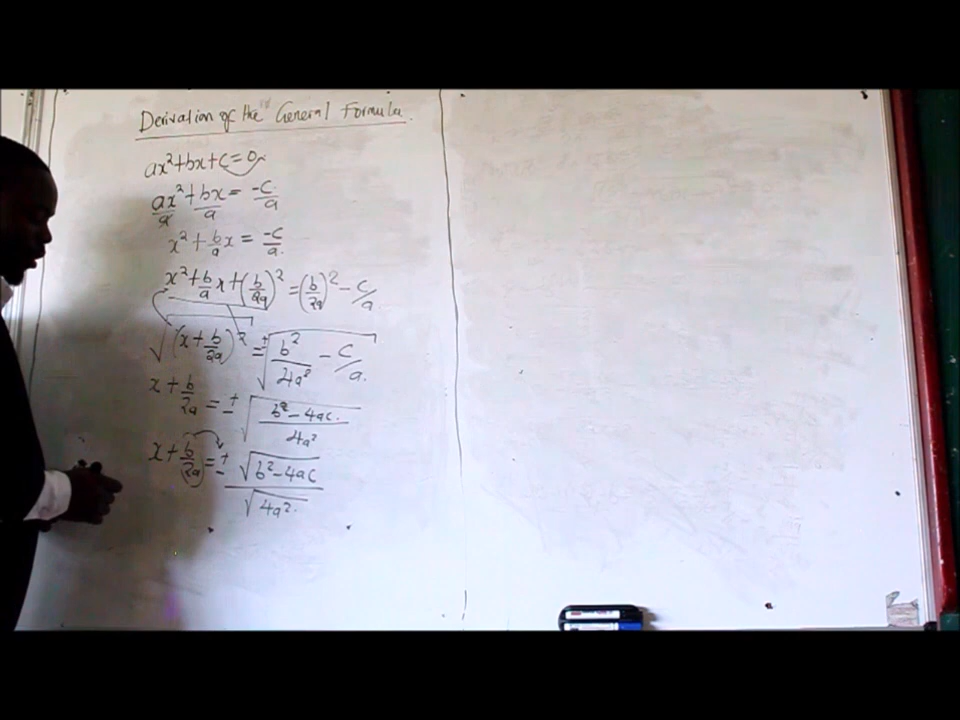 Derivation of the General Formula.
ax²+bx+c=0
ax²/a + bx/a = -c/a
x² + b/a x = -c/a
x² + b/a x + (b/2a)² = (b/2a)² - c/a
√(x + b/2a)² = ±√(b²/4a² - c/a)
x + b/2a = ±√((b²-4ac)/4a²)
x + b/2a = ± √(b²-4ac) / √(4a²)